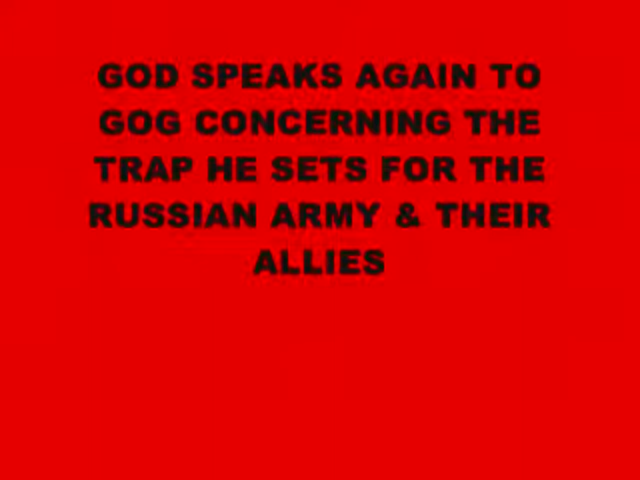 GOD SPEAKS AGAIN TO
GOG CONCERNING THE
TRAP HE SETS FOR THE
RUSSIAN ARMY & THEIR
ALLIES